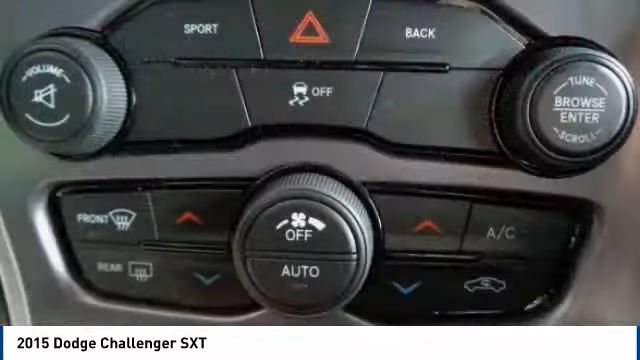 SPORT
BACK
VOLUME
OFF
TUNE
BROWSE
ENTER
SCROLL
FRONT
OFF
A/C
REAR
AUTO
2015 Dodge Challenger SXT